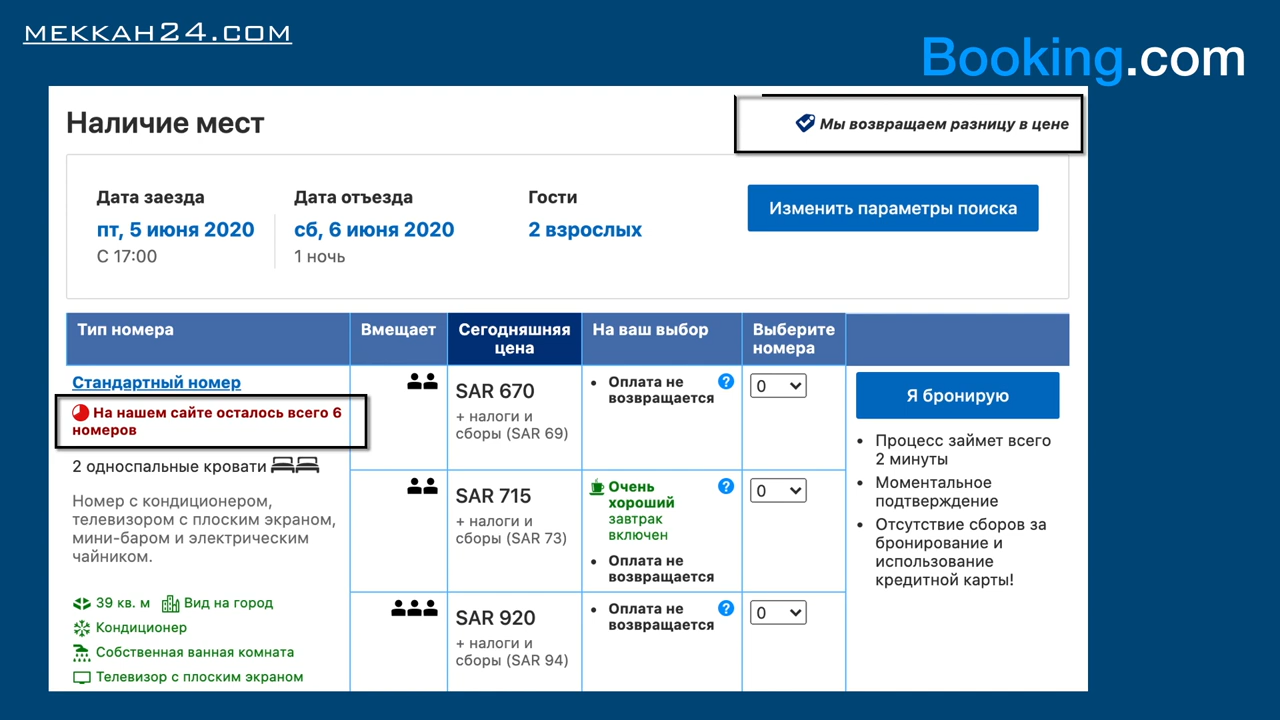 MEKKAH24.COM
Booking.com
Наличие мест
Мы возвращаем разницу в цене
Дата заезда
Дата отъезда
Гости
пт, 5 июня 2020
сб, 6 июня 2020
2 взрослых
С 17:00
1 ночь
Изменить параметры поиска
Тип номера
Вмещает
Сегодняшняя
цена
На ваш выбор
Выберите
номера
Стандартный номер
На нашем сайте осталось всего 6
номеров
2 односпальные кровати
Номер с кондиционером,
телевизором с плоским экраном,
мини-баром и электрическим
чайником.
39 кв. м Вид на город
Кондиционер
Собственная ванная комната
Телевизор с плоским экраном
SAR 670
+ налоги и
сборы (SAR 69)
• Оплата не
возвращается
?
0
SAR 715
+ налоги и
сборы (SAR 73)
Очень
хороший
завтрак
включен
• Оплата не
возвращается
?
0
SAR 920
+ налоги и
сборы (SAR 94)
• Оплата не
возвращается
?
0
Я бронирую
• Процесс займет всего
2 минуты
• Моментальное
подтверждение
• Отсутствие сборов за
бронирование и
использование
кредитной карты!